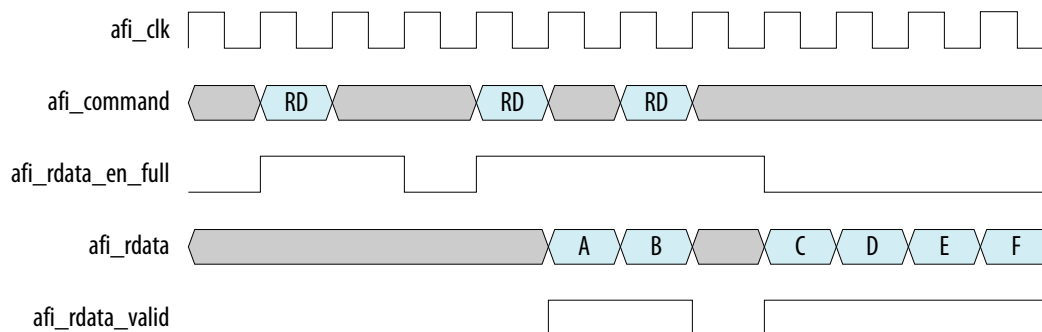 afi_clk
afi_command RD RD RD
afi_rdata_en_full
afi_rdata A B C D E F
afi_rdata_valid